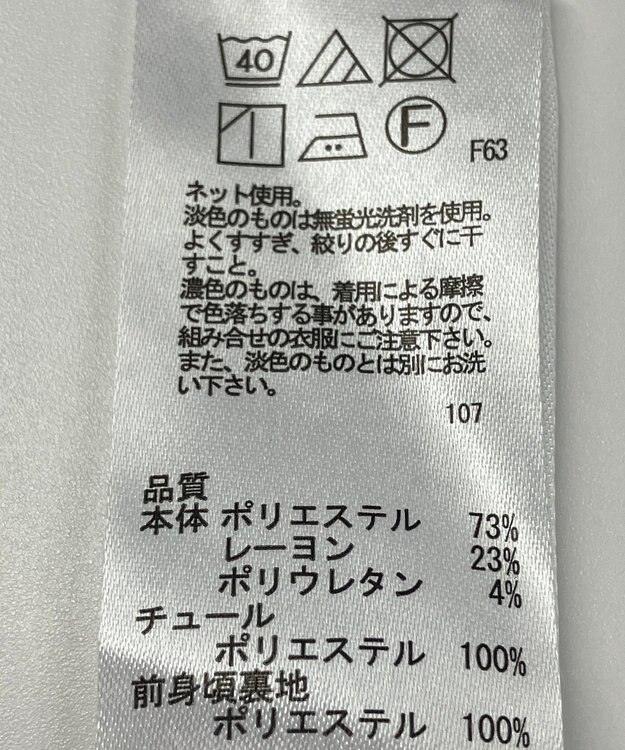 40
F
F63
ネット使用。
淡色のものは無蛍光洗剤を使用。
よくすすぎ、絞りの後すぐに干
すこと。
濃色のものは、着用による摩擦
で色落ちする事がありますので、
組み合せの衣服にご注意下さい。
また、淡色のものとは別にお洗
い下さい。
107
品質
本体 ポリエステル 73%
レーヨン 23%
ポリウレタン 4%
チュール
ポリエステル 100%
前身頃裏地
ポリエステル 100%